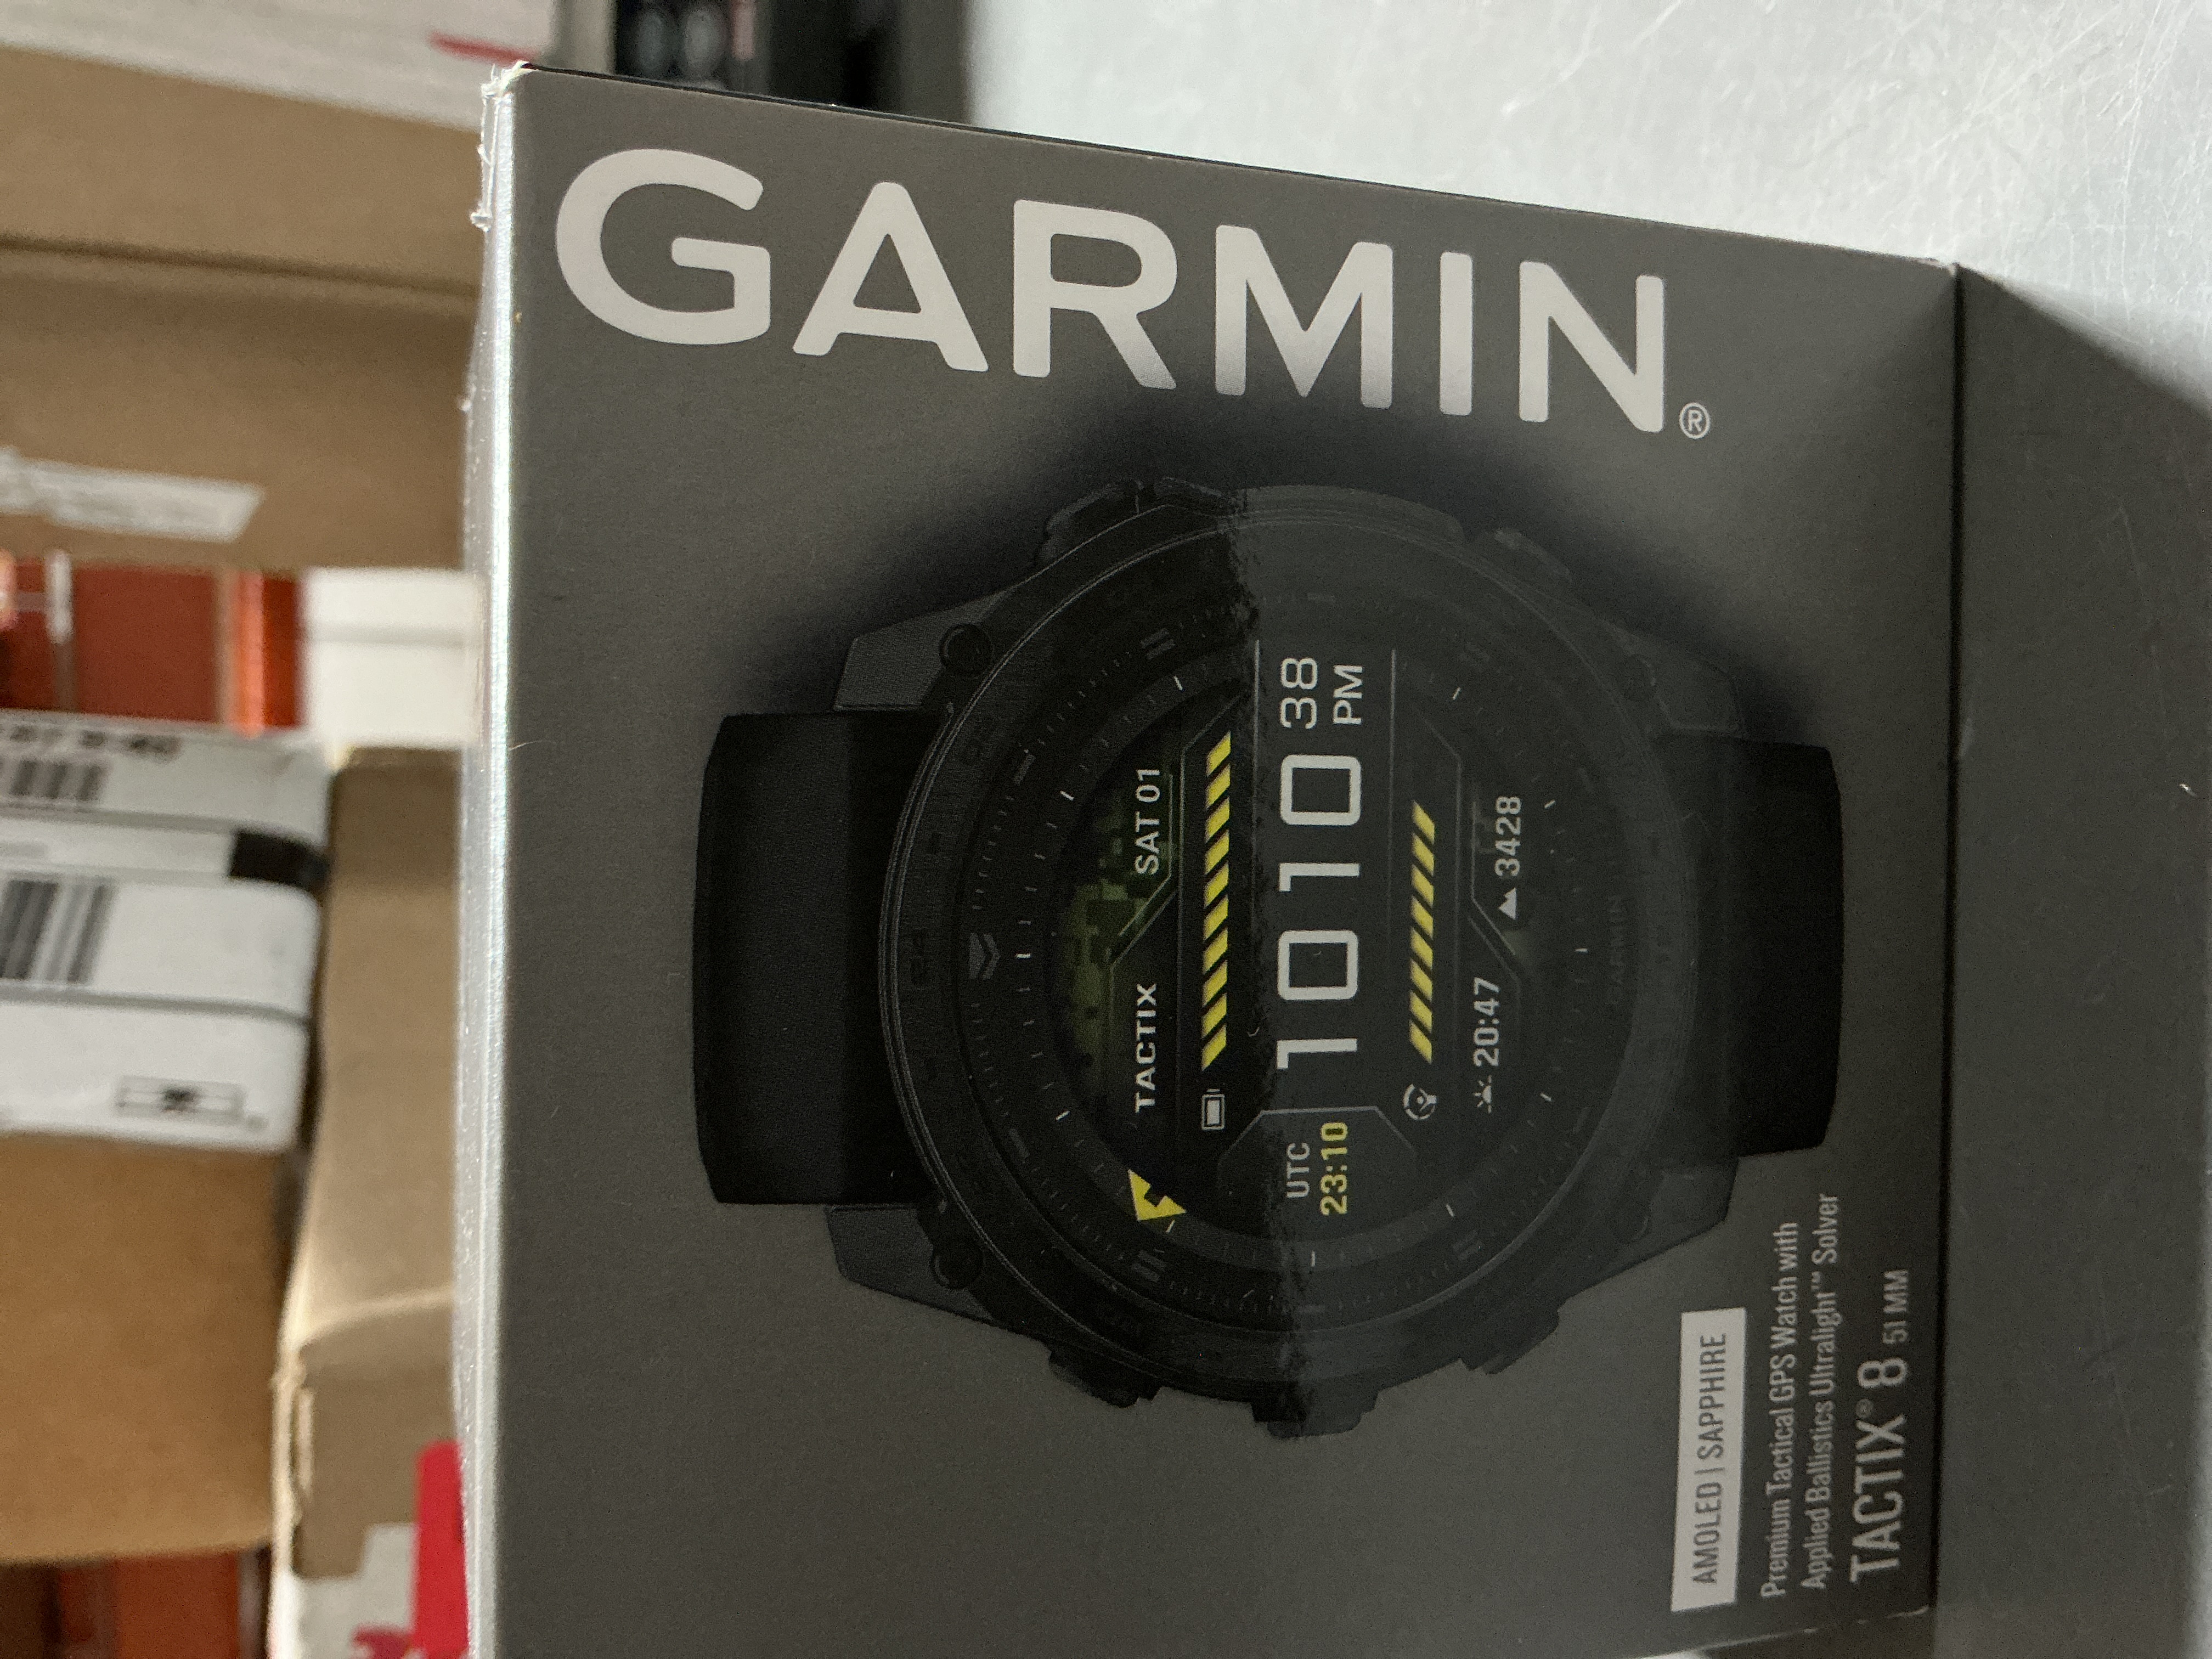 GARMIN®
TACTIX
SAT 01
UTC
23:10
10 10 38
PM
20:47
3428
GARMIN
AMOLED | SAPPHIRE
Premium Tactical GPS Watch with
Applied Ballistics Ultralight™ Solver
TACTIX® 8 51 MM